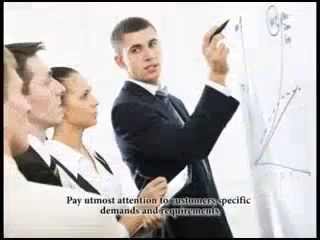 Pay utmost attention to customers specific
demands and requirements